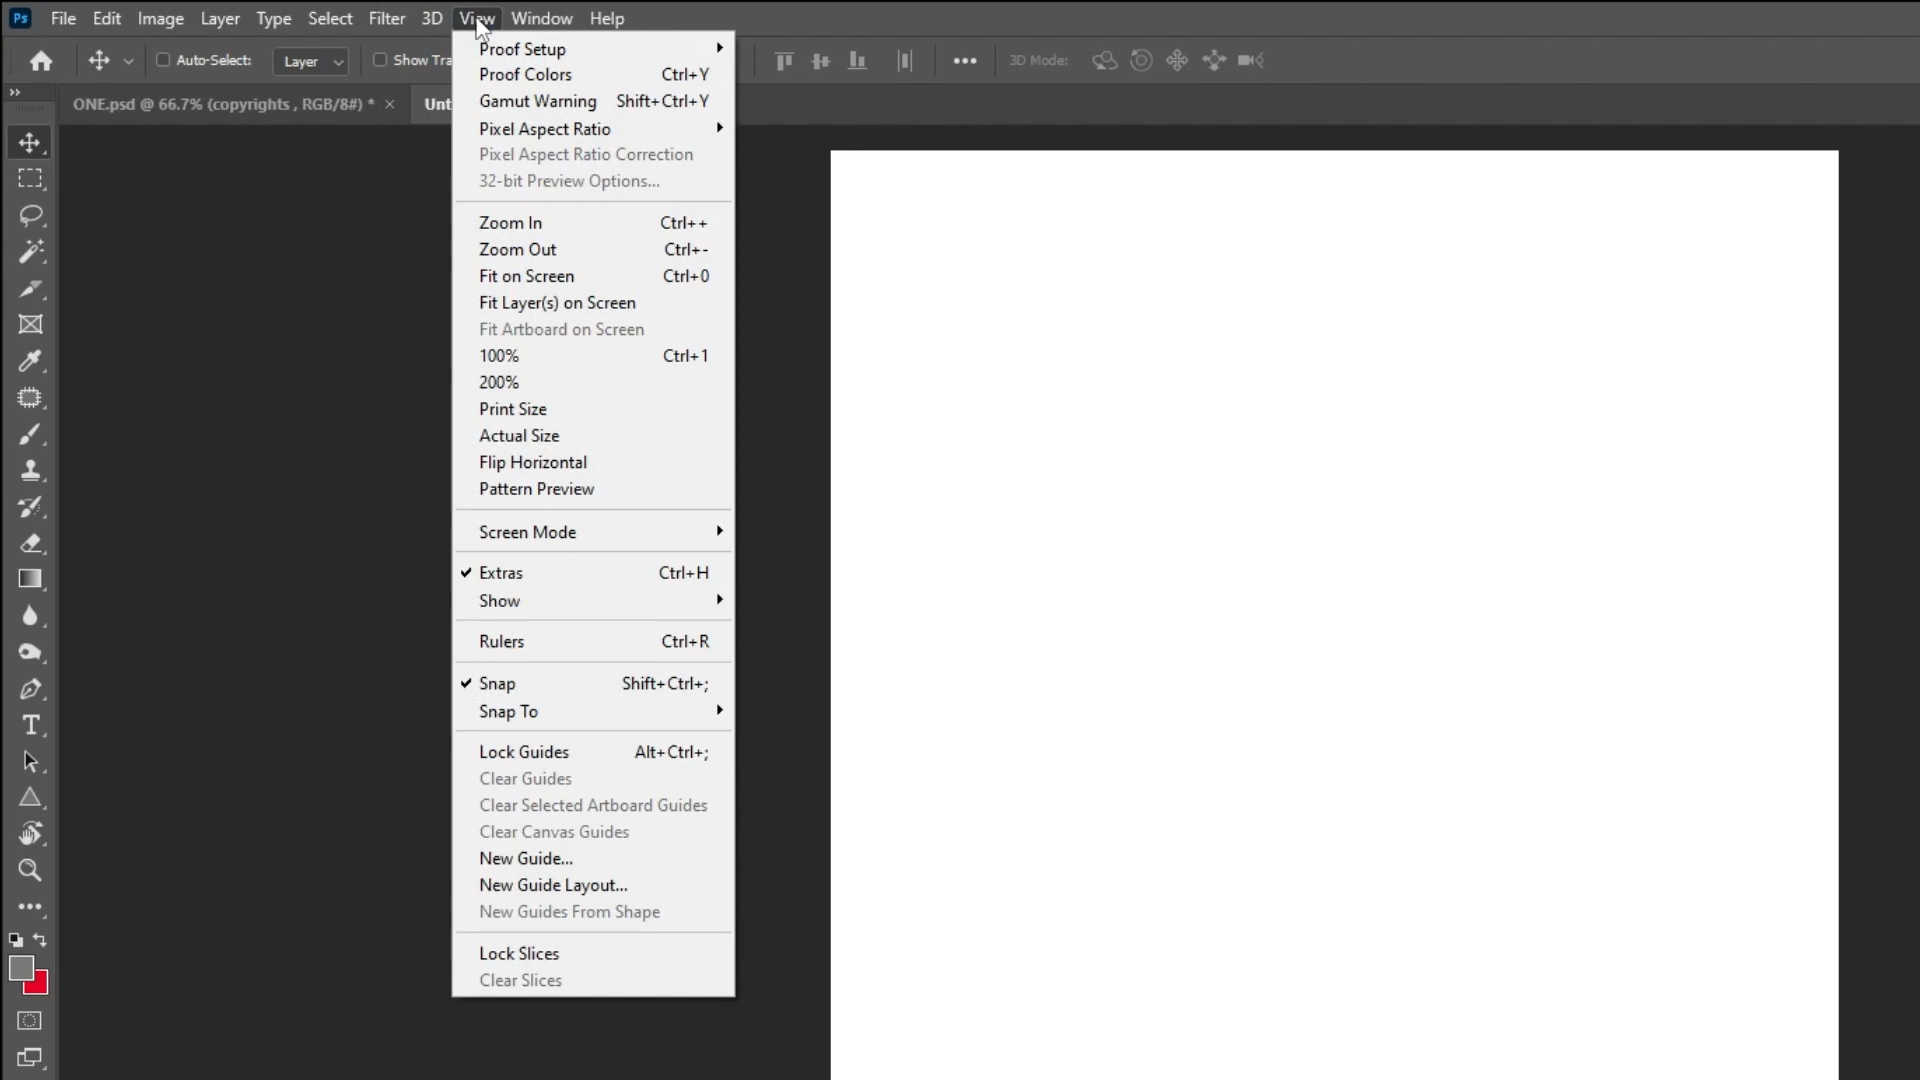 Ps File Edit Image Layer Type Select Filter 3D View Window Help
Auto-Select: Layer Show Tra 3D Mode:
ONE.psd @ 66.7% (copyrights , RGB/8#) * × Unt
Proof Setup
Proof Colors Ctrl+Y
Gamut Warning Shift+Ctrl+Y
Pixel Aspect Ratio
Pixel Aspect Ratio Correction
32-bit Preview Options...
Zoom In Ctrl++
Zoom Out Ctrl+-
Fit on Screen Ctrl+0
Fit Layer(s) on Screen
Fit Artboard on Screen
100% Ctrl+1
200%
Print Size
Actual Size
Flip Horizontal
Pattern Preview
Screen Mode
Extras Ctrl+H
Show
Rulers Ctrl+R
Snap Shift+Ctrl+;
Snap To
Lock Guides Alt+Ctrl+;
Clear Guides
Clear Selected Artboard Guides
Clear Canvas Guides
New Guide...
New Guide Layout...
New Guides From Shape
Lock Slices
Clear Slices